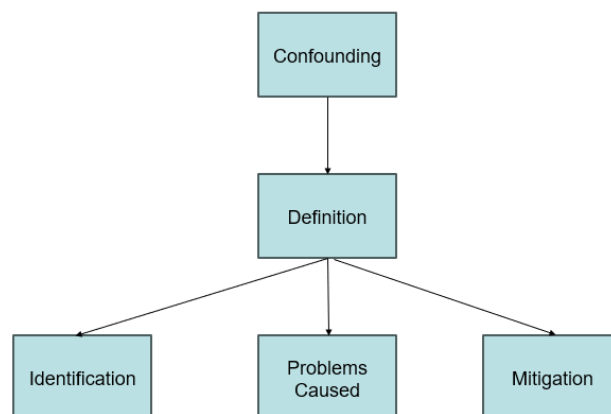 Confounding
Definition
Identification
Problems
Caused
Mitigation